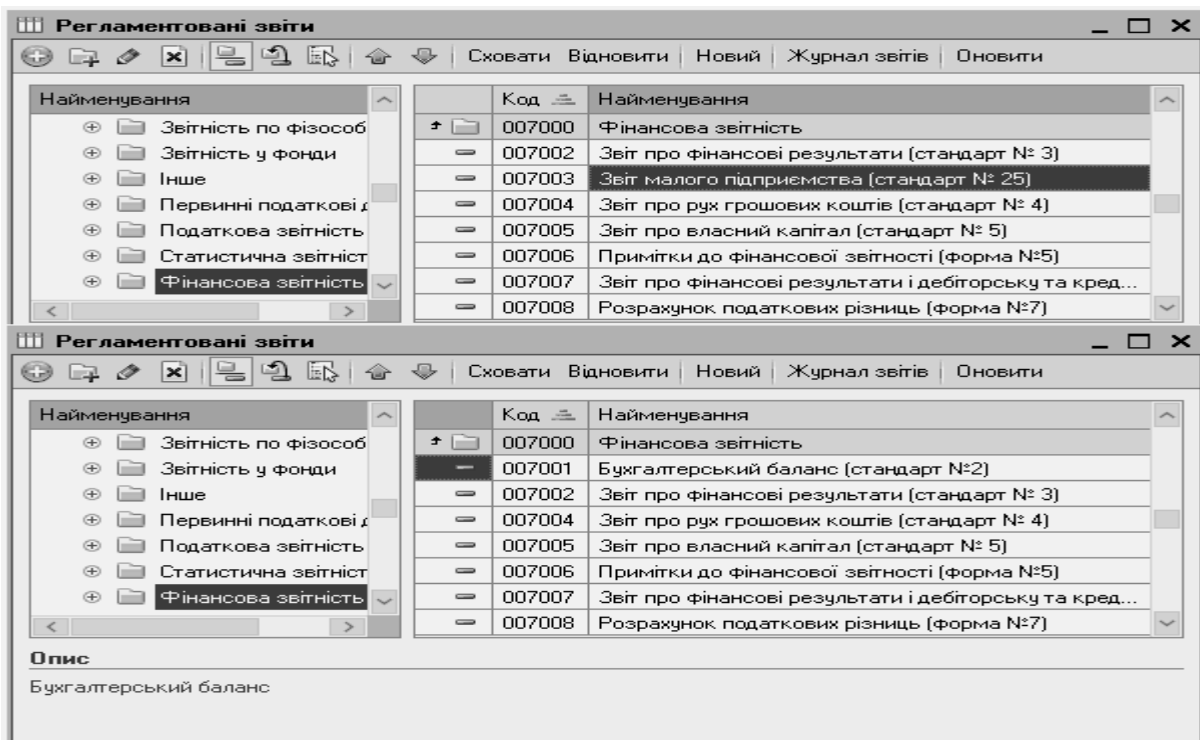 Регламентовані звіти
Сховати Відновити Новий Журнал звітів Оновити
Найменування Код Найменування
Звітність по фізособ 007000 Фінансова звітність
Звітність у фонди 007002 Звіт про фінансові результати (стандарт № 3)
Інше 007003 Звіт малого підприємства (стандарт № 25)
Первинні податкові д 007004 Звіт про рух грошових коштів (стандарт № 4)
Податкова звітність 007005 Звіт про власний капітал (стандарт № 5)
Статистична звітніст 007006 Примітки до фінансової звітності (форма №5)
Фінансова звітність 007007 Звіт про фінансові результати і дебіторську та кред...
007008 Розрахунок податкових різниць (форма №7)
Регламентовані звіти
Сховати Відновити Новий Журнал звітів Оновити
Найменування Код Найменування
Звітність по фізособ 007000 Фінансова звітність
Звітність у фонди 007001 Бухгалтерський баланс (стандарт №2)
Інше 007002 Звіт про фінансові результати (стандарт № 3)
Первинні податкові д 007004 Звіт про рух грошових коштів (стандарт № 4)
Податкова звітність 007005 Звіт про власний капітал (стандарт № 5)
Статистична звітніст 007006 Примітки до фінансової звітності (форма №5)
Фінансова звітність 007007 Звіт про фінансові результати і дебіторську та кред...
007008 Розрахунок податкових різниць (форма №7)
Опис
Бухгалтерський баланс